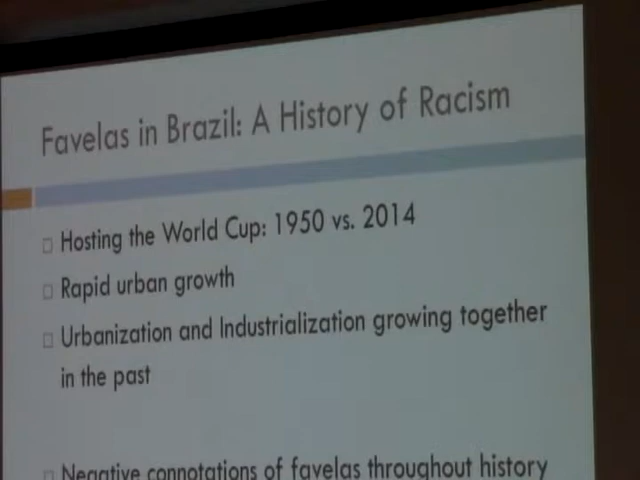 Favelas in Brazil: A History of Racism
Hosting the World Cup: 1950 vs. 2014
Rapid urban growth
Urbanization and Industrialization growing together
in the past
Negative connotations of favelas throughout history